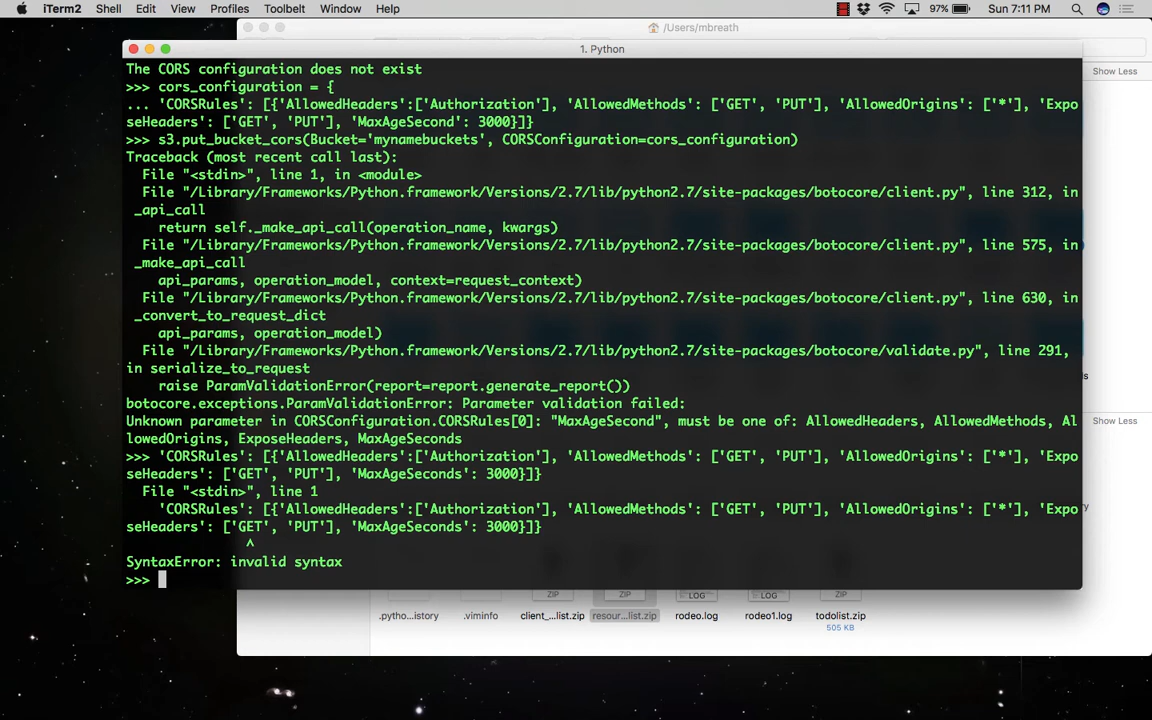 iTerm2 Shell Edit View Profiles Toolbelt Window Help 97% Sun 7:11 PM
/Users/mbreath
1. Python
Show Less
The CORS configuration does not exist
>>> cors_configuration = {
... 'CORSRules': [{'AllowedHeaders':['Authorization'], 'AllowedMethods': ['GET', 'PUT'], 'AllowedOrigins': ['*'], 'Expo
seHeaders': ['GET', 'PUT'], 'MaxAgeSecond': 3000}]}
>>> s3.put_bucket_cors(Bucket='mynamebuckets', CORSConfiguration=cors_configuration)
Traceback (most recent call last):
File "<stdin>", line 1, in <module>
File "/Library/Frameworks/Python.framework/Versions/2.7/lib/python2.7/site-packages/botocore/client.py", line 312, in
_api_call
return self._make_api_call(operation_name, kwargs)
File "/Library/Frameworks/Python.framework/Versions/2.7/lib/python2.7/site-packages/botocore/client.py", line 575, in
_make_api_call
api_params, operation_model, context=request_context)
File "/Library/Frameworks/Python.framework/Versions/2.7/lib/python2.7/site-packages/botocore/client.py", line 630, in
_convert_to_request_dict
api_params, operation_model)
File "/Library/Frameworks/Python.framework/Versions/2.7/lib/python2.7/site-packages/botocore/validate.py", line 291,
in serialize_to_request
raise ParamValidationError(report=report.generate_report())
botocore.exceptions.ParamValidationError: Parameter validation failed:
Unknown parameter in CORSConfiguration.CORSRules[0]: "MaxAgeSecond", must be one of: AllowedHeaders, AllowedMethods, Al
lowedOrigins, ExposeHeaders, MaxAgeSeconds
Show Less
>>> 'CORSRules': [{'AllowedHeaders':['Authorization'], 'AllowedMethods': ['GET', 'PUT'], 'AllowedOrigins': ['*'], 'Expo
seHeaders': ['GET', 'PUT'], 'MaxAgeSeconds': 3000}]}
File "<stdin>", line 1
'CORSRules': [{'AllowedHeaders':['Authorization'], 'AllowedMethods': ['GET', 'PUT'], 'AllowedOrigins': ['*'], 'Expo
seHeaders': ['GET', 'PUT'], 'MaxAgeSeconds': 3000}]}
^
SyntaxError: invalid syntax
>>>
ZIP ZIP LOG LOG ZIP
.pytho...istory .viminfo client_...list.zip resour...list.zip rodeo.log rodeo1.log todolist.zip
505 KB